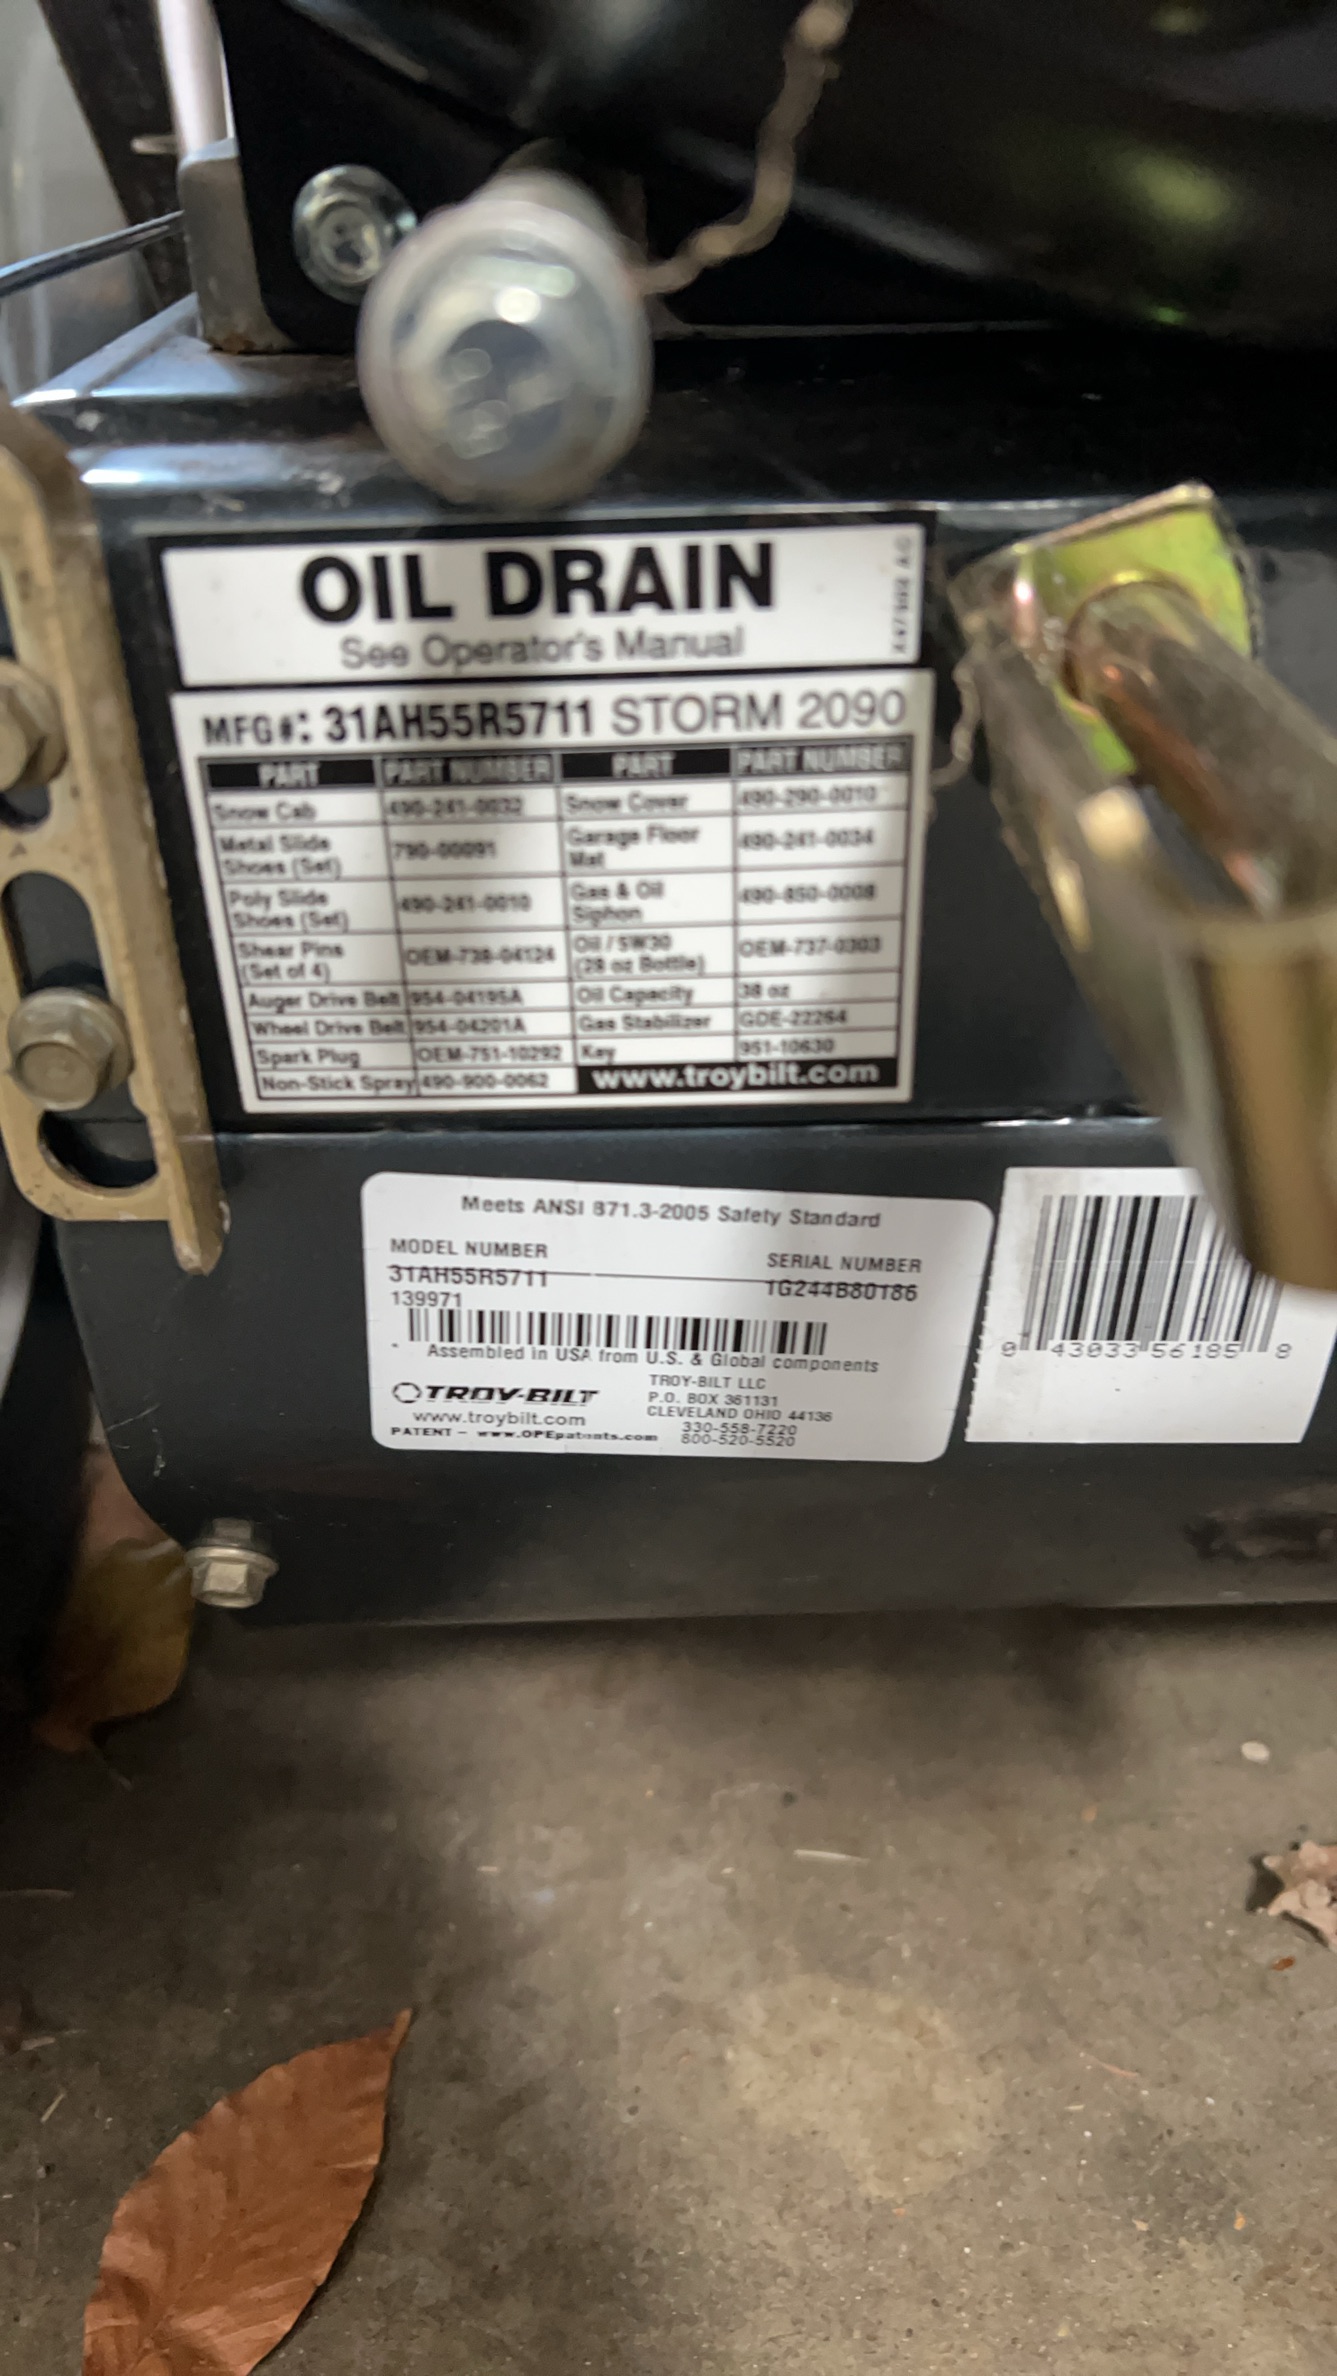 OIL DRAIN
See Operator's Manual
MFG#: 31AH55R5711 STORM 2090
PART PART NUMBER PART PART NUMBER
Snow Cab 490-241-0032 Snow Cover 490-290-0010
Metal Slide Shoes (Set) 790-00091 Garage Floor Mat 490-241-0034
Poly Slide Shoes (Set) 490-241-0010 Gas & Oil Siphon 490-850-0008
Shear Pins (Set of 4) OEM-738-04124 Oil / 5W30 (28 oz Bottle) OEM-737-0303
Auger Drive Belt 954-04195A Oil Capacity 38 oz
Wheel Drive Belt 954-04201A Gas Stabilizer GDE-22264
Spark Plug OEM-751-10292 Key 951-10630
Non-Stick Spray 490-900-0062 www.troybilt.com
Meets ANSI B71.3-2005 Safety Standard
MODEL NUMBER SERIAL NUMBER
31AH55R5711 1G244B80186
139971
Assembled in USA from U.S. & Global components
TROY-BILT
www.troybilt.com
PATENT - www.OPEpatents.com
TROY-BILT LLC
P.O. BOX 361131
CLEVELAND OHIO 44136
330-558-7220
800-520-5520
0 43033 56185 8